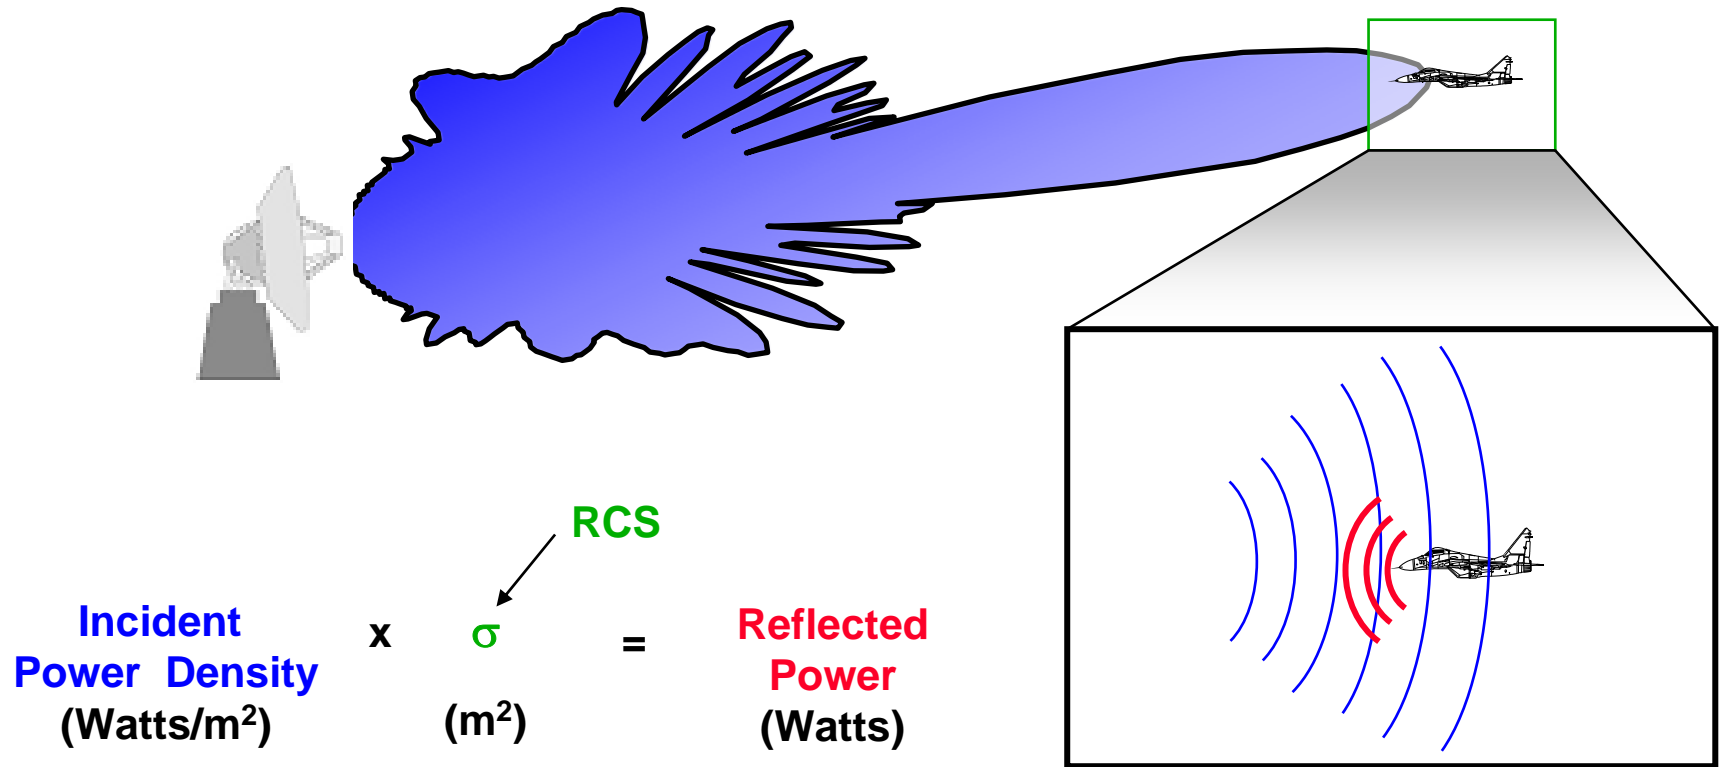 RCS
Incident
Power Density
(Watts/m²)
x
σ
(m²)
=
Reflected
Power
(Watts)